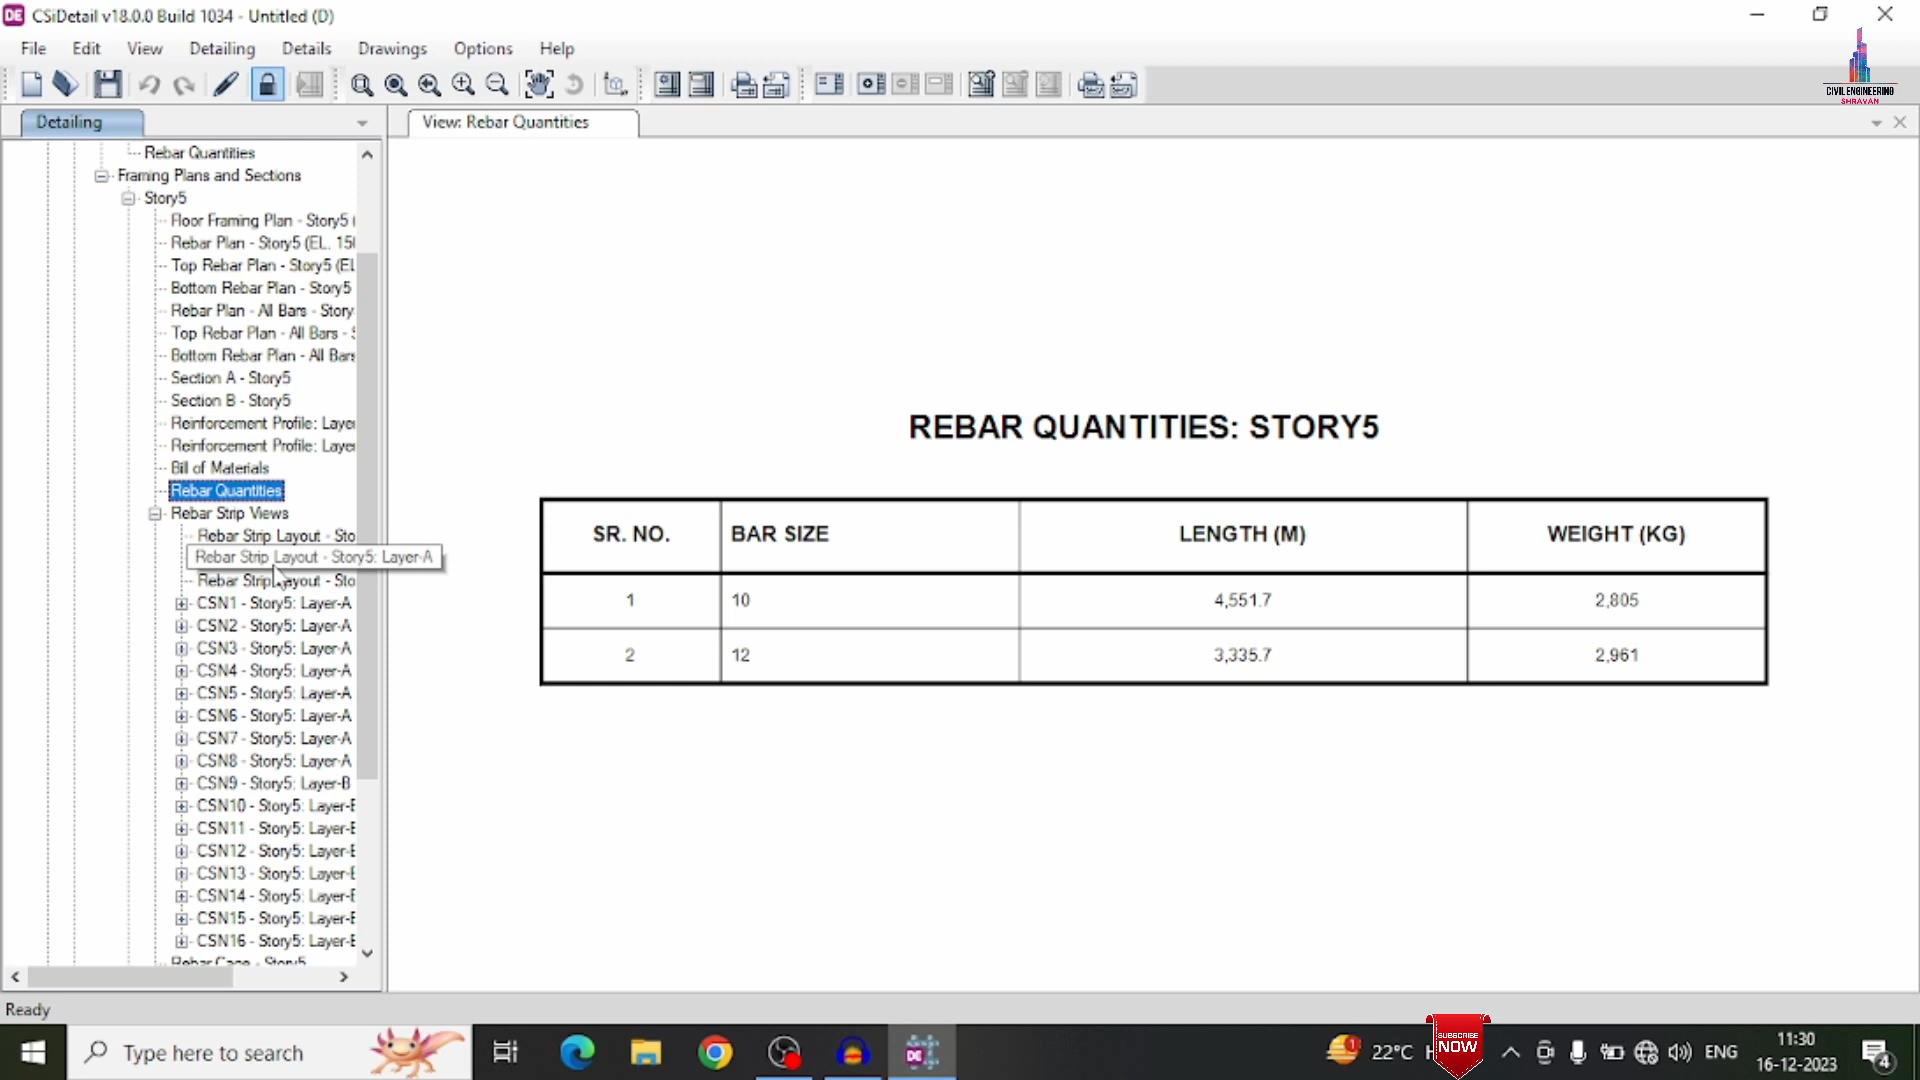 CSiDetail v18.0.0 Build 1034 - Untitled (D)
File Edit View Detailing Details Drawings Options Help
CIVIL ENGINEERING
SHRAVAN
Detailing
View: Rebar Quantities
Rebar Quantities
Framing Plans and Sections
Story5
Floor Framing Plan - Story5 (
Rebar Plan - Story5 (EL. 150
Top Rebar Plan - Story5 (EL
Bottom Rebar Plan - Story5
Rebar Plan - All Bars - Story
Top Rebar Plan - All Bars - S
Bottom Rebar Plan - All Bars
Section A - Story5
Section B - Story5
Reinforcement Profile: Layer
Reinforcement Profile: Layer
Bill of Materials
Rebar Quantities
Rebar Strip Views
Rebar Strip Layout - Sto
Rebar Strip Layout - Story5: Layer-A
Rebar Strip Layout - Sto
CSN1 - Story5: Layer-A
CSN2 - Story5: Layer-A
CSN3 - Story5: Layer-A
CSN4 - Story5: Layer-A
CSN5 - Story5: Layer-A
CSN6 - Story5: Layer-A
CSN7 - Story5: Layer-A
CSN8 - Story5: Layer-A
CSN9 - Story5: Layer-B
CSN10 - Story5: Layer-B
CSN11 - Story5: Layer-B
CSN12 - Story5: Layer-B
CSN13 - Story5: Layer-B
CSN14 - Story5: Layer-B
CSN15 - Story5: Layer-B
CSN16 - Story5: Layer-B
Rebar Cage - Story5
REBAR QUANTITIES: STORY5
SR. NO. BAR SIZE LENGTH (M) WEIGHT (KG)
1 10 4,551.7 2,805
2 12 3,335.7 2,961
Ready
Type here to search
DE
1
22°C H
SUBSCRIBE
NOW
ENG
11:30
16-12-2023
4